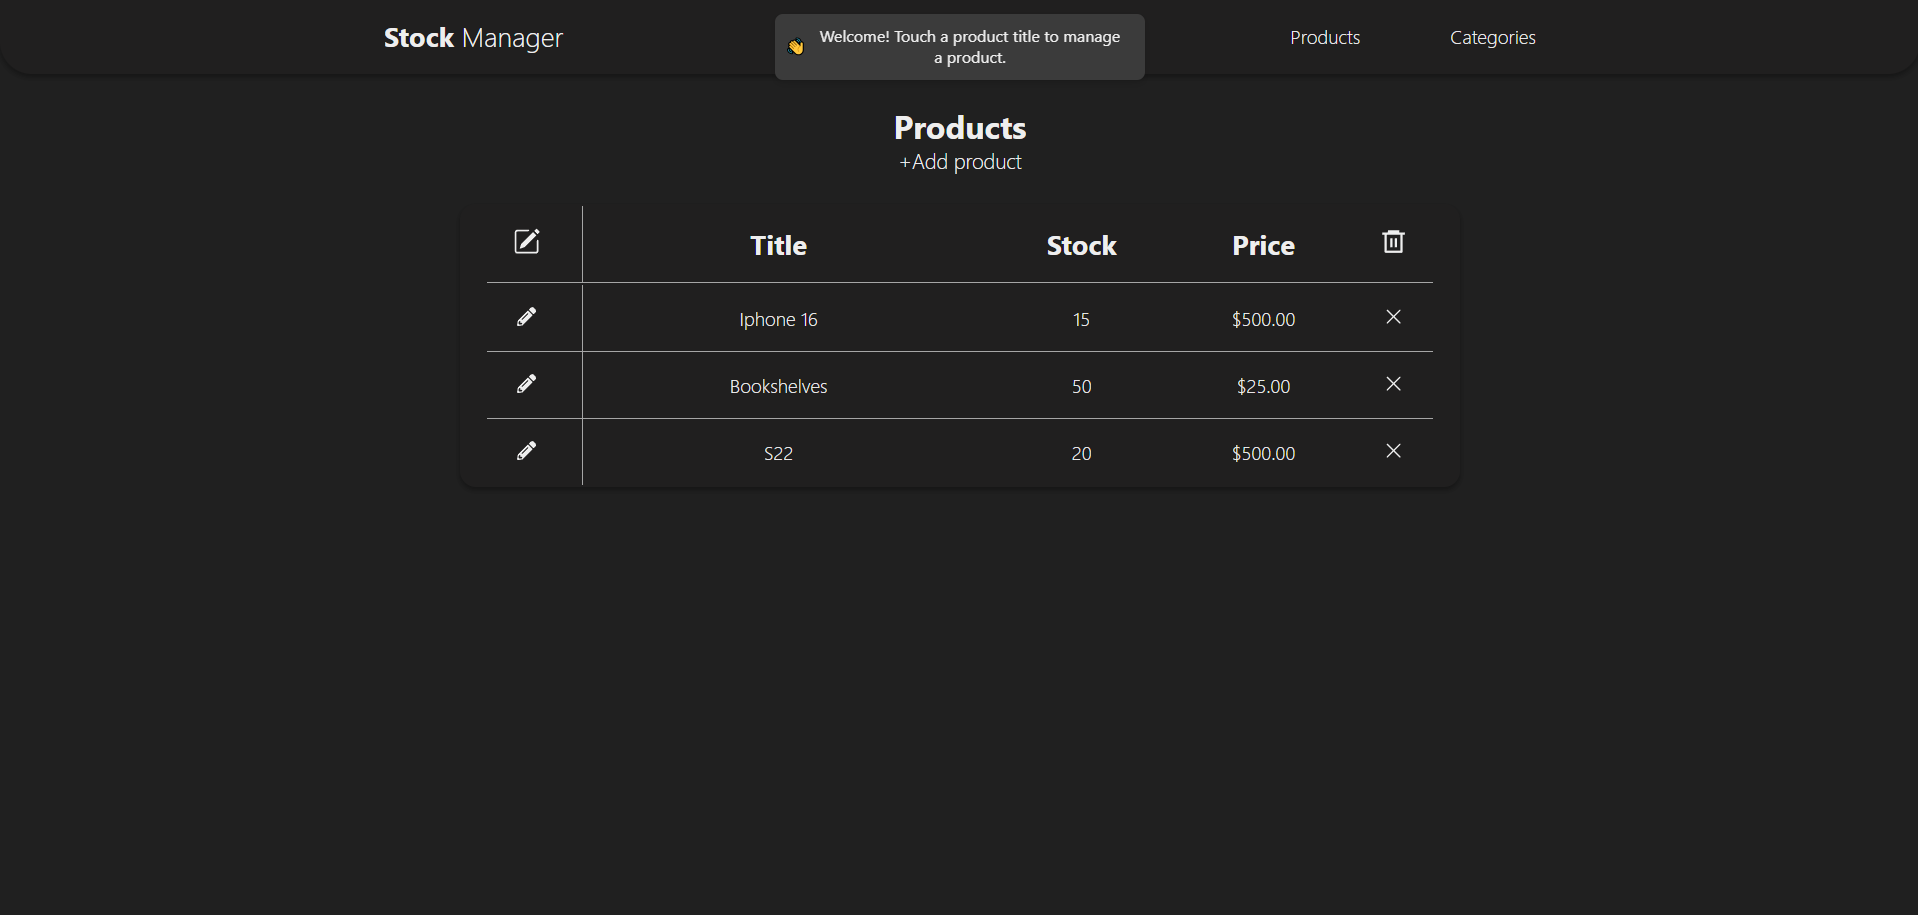 Stock Manager
👋 Welcome! Touch a product title to manage
a product.
Products
Categories
Products
+Add product
Title Stock Price
Iphone 16 15 $500.00
Bookshelves 50 $25.00
S22 20 $500.00